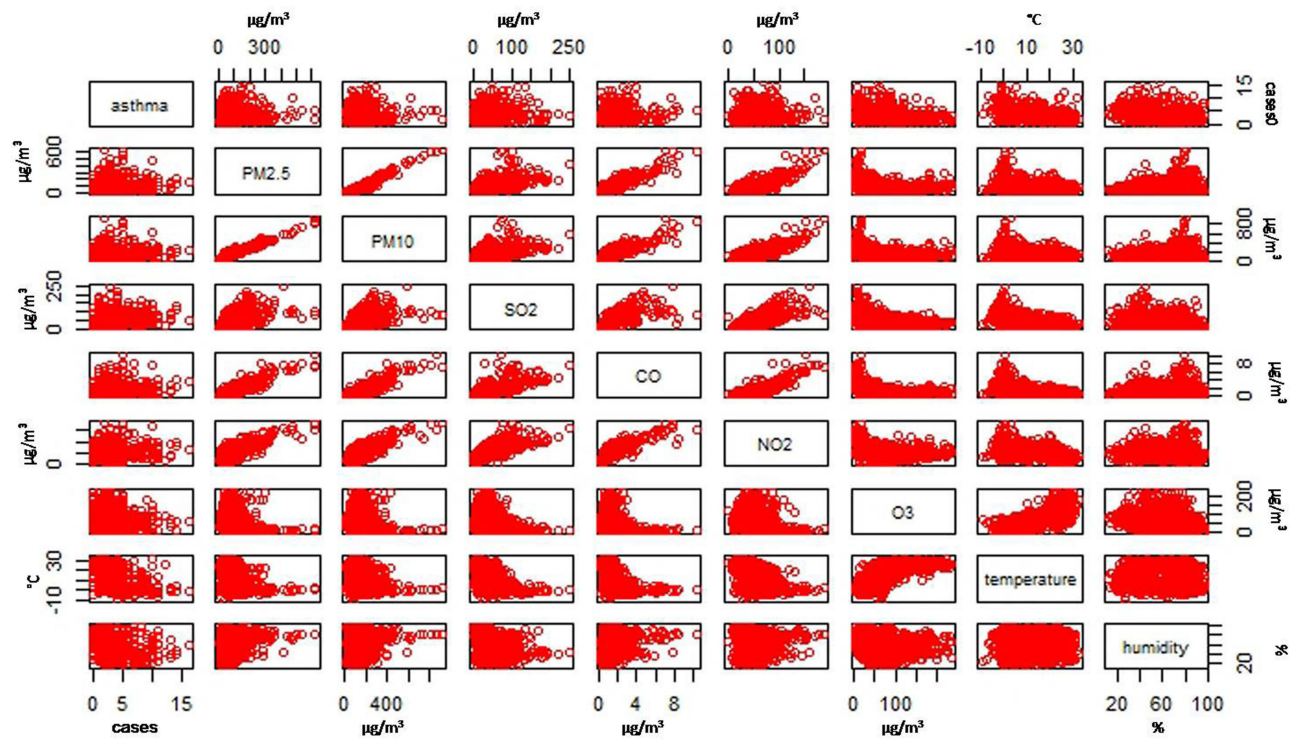 μg/m³ μg/m³ μg/m³ °C
0 300 0 100 250 0 100 -10 10 30
asthma 15 0 cases0
μg/m³ 600 0 PM2.5
PM10 800 0 μg/m³
μg/m³ 250 0 SO2
CO 8 0 μg/m³
μg/m³ 0 NO2
O3 200 0 μg/m³
°C 30 -10 temperature
humidity 20 %
0 5 15 0 400 0 4 8 0 100 20 60 100
cases μg/m³ μg/m³ μg/m³ %